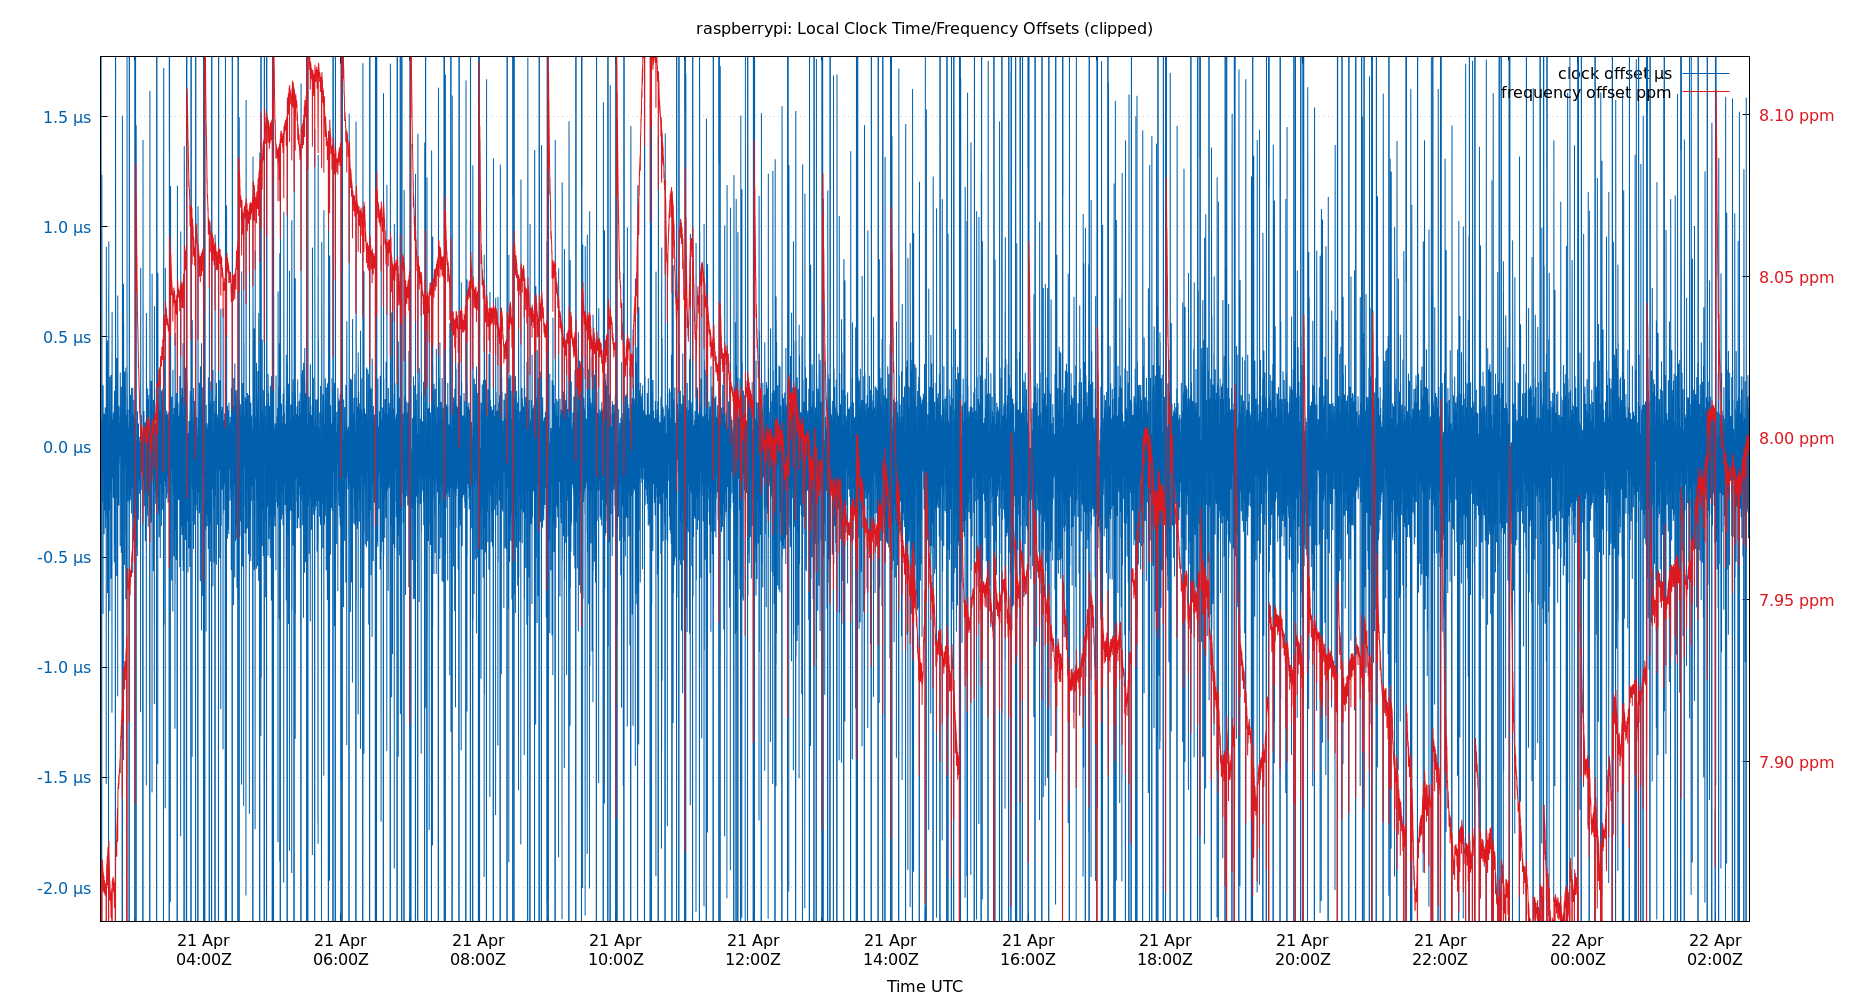 raspberrypi: Local Clock Time/Frequency Offsets (clipped)
clock offset µs
frequency offset ppm
1.5 µs
1.0 µs
0.5 µs
0.0 µs
-0.5 µs
-1.0 µs
-1.5 µs
-2.0 µs
8.10 ppm
8.05 ppm
8.00 ppm
7.95 ppm
7.90 ppm
21 Apr 21 Apr 21 Apr 21 Apr 21 Apr 21 Apr 21 Apr 21 Apr 21 Apr 21 Apr 22 Apr 22 Apr
04:00Z 06:00Z 08:00Z 10:00Z 12:00Z 14:00Z 16:00Z 18:00Z 20:00Z 22:00Z 00:00Z 02:00Z
Time UTC